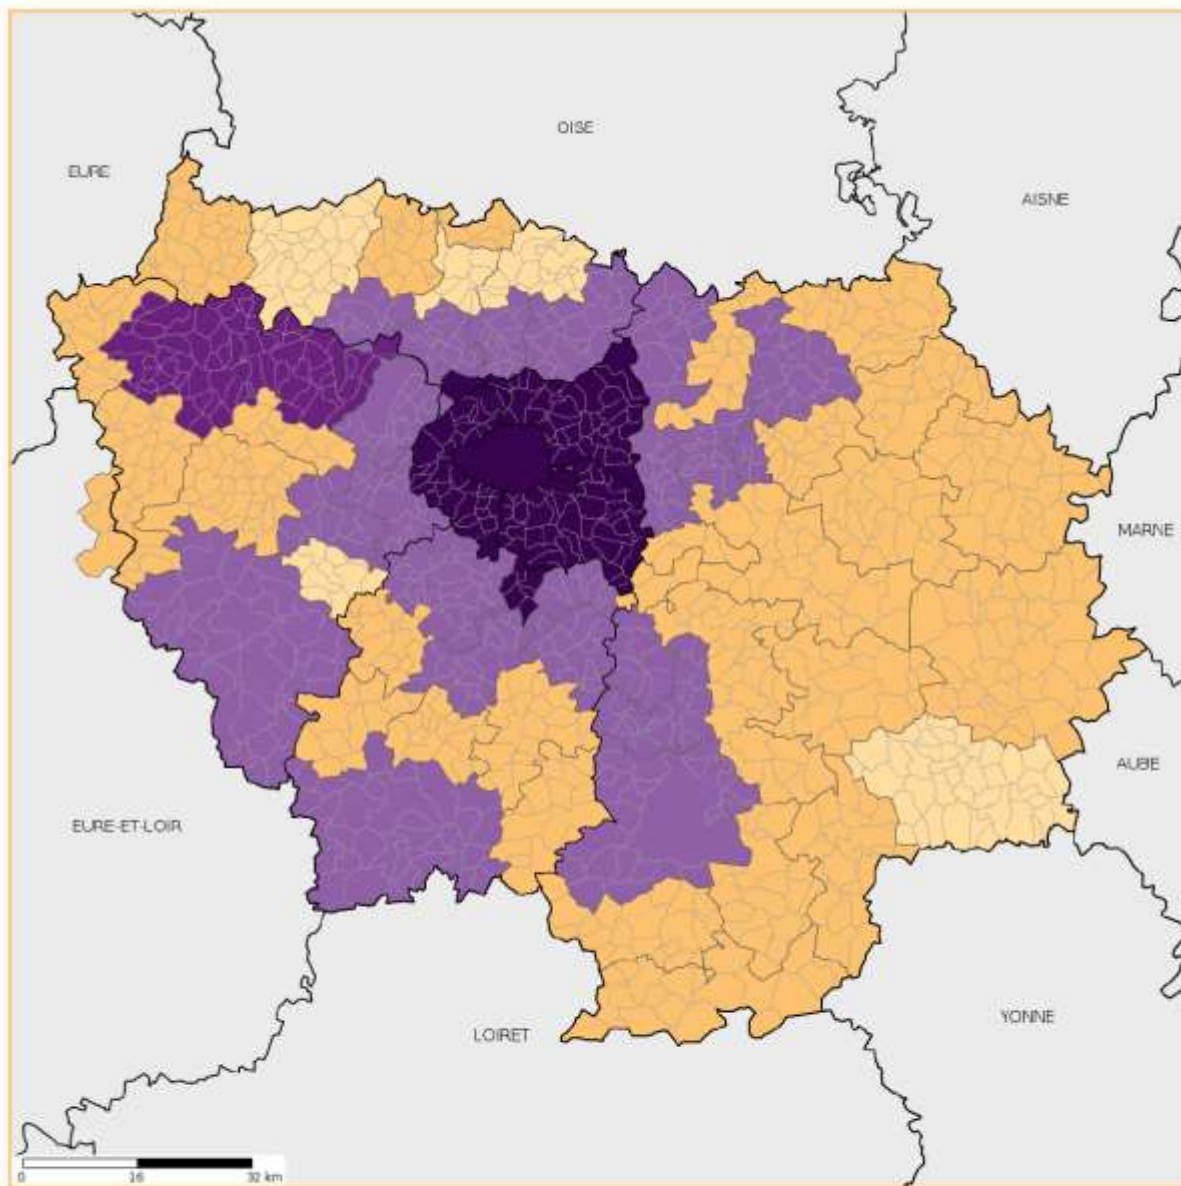 OISE
EURE
AISNE
MARNE
AUBE
EURE-ET-LOIR
YONNE
LOIRET
0 16 32 km